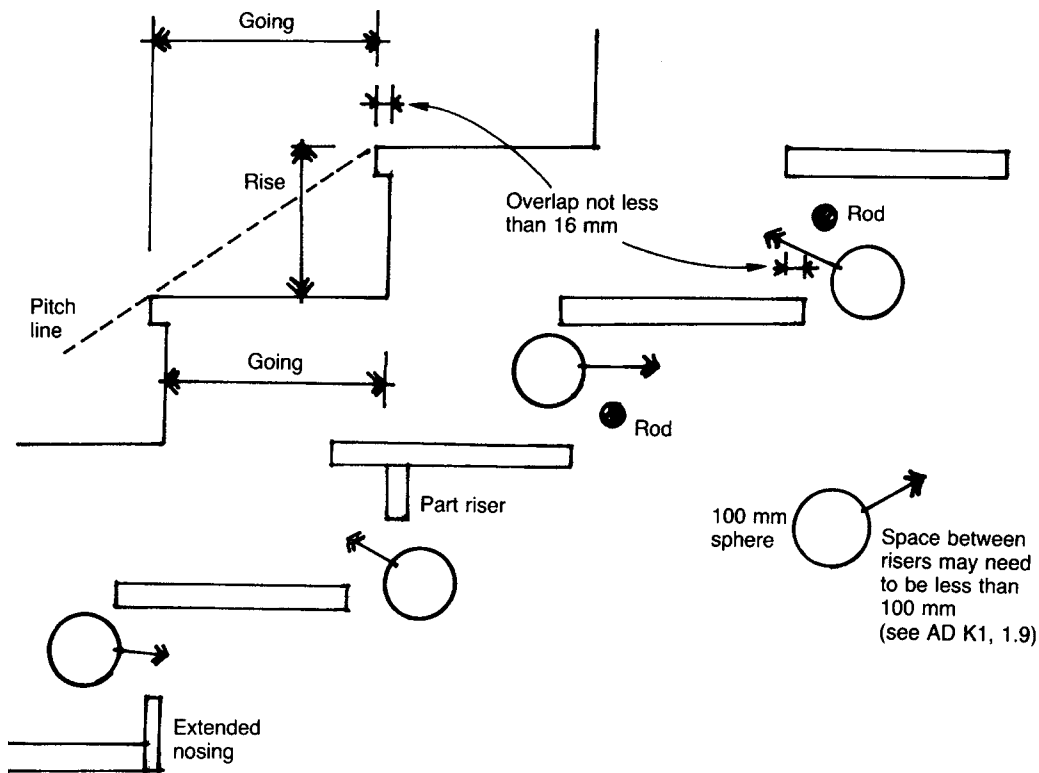 Going
Rise
Overlap not less
than 16 mm
Rod
Pitch
line
Going
Rod
Part riser
100 mm
sphere
Space between
risers may need
to be less than
100 mm
(see AD K1, 1.9)
Extended
nosing